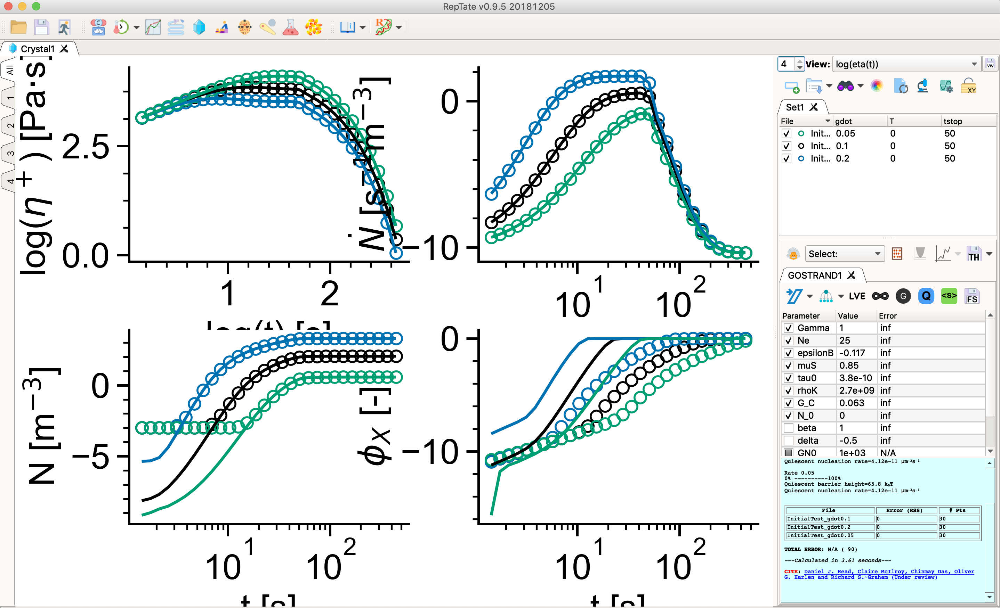 RepTate v0.9.5 20181205
Crystal1
All
1
2
3
4
log(η+) [Pa·s]
2.5
0.0
1
2
log(t) [s]
Ṅ [s−1m−3]
0
−10
10^1
10^2
N [m−3]
0
−5
10^1
10^2
t [s]
ϕX [-]
0
−10
10^1
10^2
t [s]
4 View: log(eta(t))
VW
XY
Set1
File gdot T tstop
Init... 0.05 0 50
Init... 0.1 0 50
Init... 0.2 0 50
Select:
TH
GOSTRAND1
LVE G Q <s> FS
Parameter Value Error
Gamma 1 inf
Ne 25 inf
epsilonB -0.117 inf
muS 0.85 inf
tau0 3.8e-10 inf
rhoK 2.7e+09 inf
G_C 0.063 inf
N_0 0 inf
beta 1 inf
delta -0.5 inf
GN0 1e+03 N/A
Quiescent nucleation rate=4.12e-11 µm⁻³s⁻¹
Rate 0.05
0% ----------100%
Quiescent barrier height=65.8 kBT
Quiescent nucleation rate=4.12e-11 µm⁻³s⁻¹
File Error (RSS) # Pts
InitialTest_gdot0.1 0 30
InitialTest_gdot0.2 0 30
InitialTest_gdot0.05 0 30
TOTAL ERROR: N/A ( 90)
---Calculated in 3.61 seconds---
CITE: Daniel J. Read, Claire McIlroy, Chinmay Das, Oliver
G. Harlen and Richard S.~Graham (Under review)